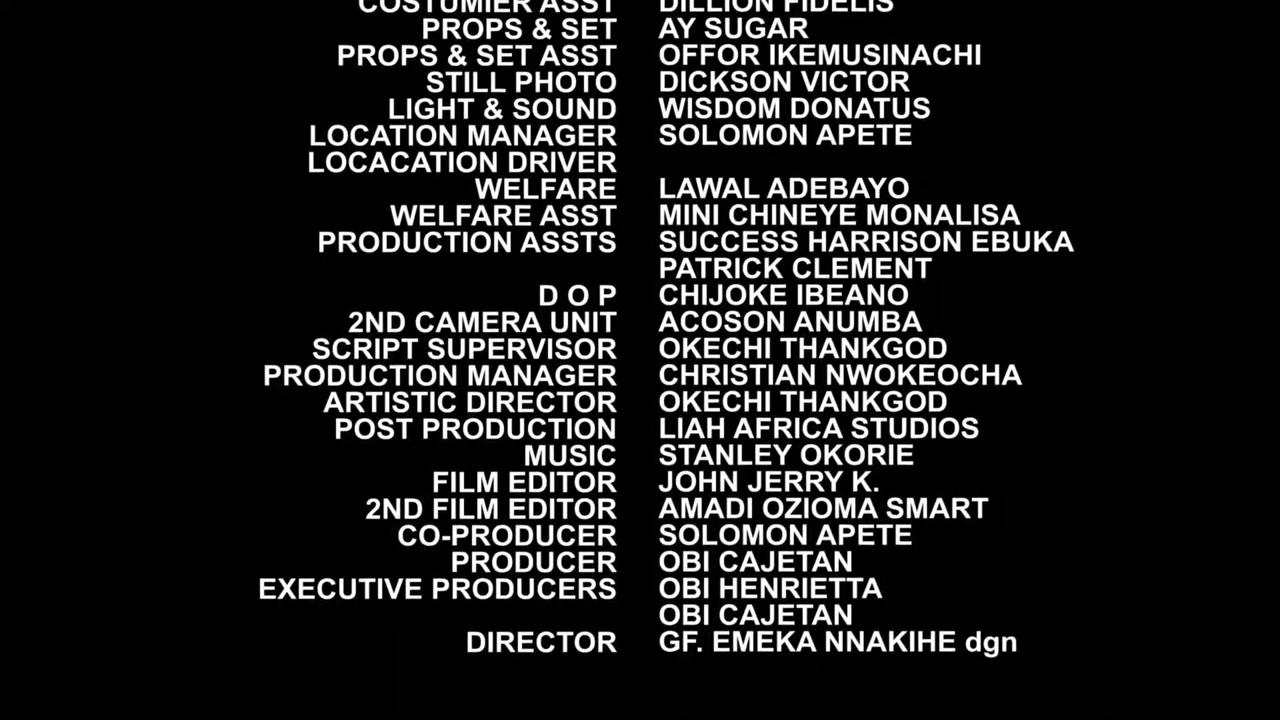 COSTUMIER ASST DILLION FIDELIS
PROPS & SET AY SUGAR
PROPS & SET ASST OFFOR IKEMUSINACHI
STILL PHOTO DICKSON VICTOR
LIGHT & SOUND WISDOM DONATUS
LOCATION MANAGER SOLOMON APETE
LOCACATION DRIVER
WELFARE LAWAL ADEBAYO
WELFARE ASST MINI CHINEYE MONALISA
PRODUCTION ASSTS SUCCESS HARRISON EBUKA
PATRICK CLEMENT
D O P CHIJOKE IBEANO
2ND CAMERA UNIT ACOSON ANUMBA
SCRIPT SUPERVISOR OKECHI THANKGOD
PRODUCTION MANAGER CHRISTIAN NWOKEOCHA
ARTISTIC DIRECTOR OKECHI THANKGOD
POST PRODUCTION LIAH AFRICA STUDIOS
MUSIC STANLEY OKORIE
FILM EDITOR JOHN JERRY K.
2ND FILM EDITOR AMADI OZIOMA SMART
CO-PRODUCER SOLOMON APETE
PRODUCER OBI CAJETAN
EXECUTIVE PRODUCERS OBI HENRIETTA
OBI CAJETAN
DIRECTOR GF. EMEKA NNAKIHE dgn